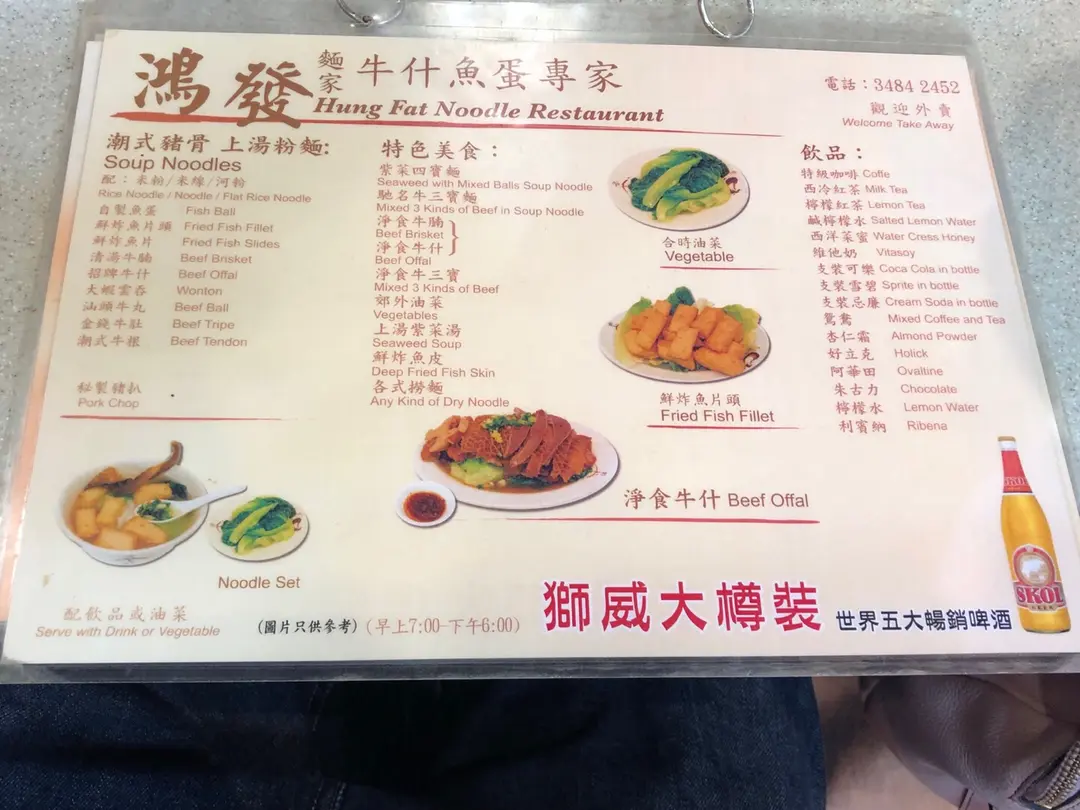 鴻發
麵家
牛什魚蛋專家
Hung Fat Noodle Restaurant
電話：3484 2452
觀迎外賣
Welcome Take Away
潮式豬骨 上湯粉麵:
Soup Noodles
配：米粉/米線/河粉
Rice Noodle / Noodle / Flat Rice Noodle
自製魚蛋 Fish Ball
鮮炸魚片頭 Fried Fish Fillet
鮮炸魚片 Fried Fish Slides
清湯牛腩 Beef Brisket
招牌牛什 Beef Offal
大蝦雲吞 Wonton
汕頭牛丸 Beef Ball
金錢牛肚 Beef Tripe
潮式牛根 Beef Tendon
秘製豬扒
Pork Chop
特色美食：
紫菜四寶麵
Seaweed with Mixed Balls Soup Noodle
馳名牛三寶麵
Mixed 3 Kinds of Beef in Soup Noodle
淨食牛腩
Beef Brisket
淨食牛什
Beef Offal
淨食牛三寶
Mixed 3 Kinds of Beef
郊外油菜
Vegetables
上湯紫菜湯
Seaweed Soup
鮮炸魚皮
Deep Fried Fish Skin
各式撈麵
Any Kind of Dry Noodle
合時油菜
Vegetable
鮮炸魚片頭
Fried Fish Fillet
淨食牛什 Beef Offal
飲品：
特級咖啡 Coffe
西冷紅茶 Milk Tea
檸檬紅茶 Lemon Tea
鹹檸檬水 Salted Lemon Water
西洋菜蜜 Water Cress Honey
維他奶 Vitasoy
支裝可樂 Coca Cola in bottle
支裝雪碧 Sprite in bottle
支裝忌廉 Cream Soda in bottle
鴛鴦 Mixed Coffee and Tea
杏仁霜 Almond Powder
好立克 Holick
阿華田 Ovaltine
朱古力 Chocolate
檸檬水 Lemon Water
利賓納 Ribena
Noodle Set
配飲品或油菜
Serve with Drink or Vegetable
(圖片只供參考)
(早上7:00-下午6:00)
獅威大樽裝
世界五大暢銷啤酒
SKOL